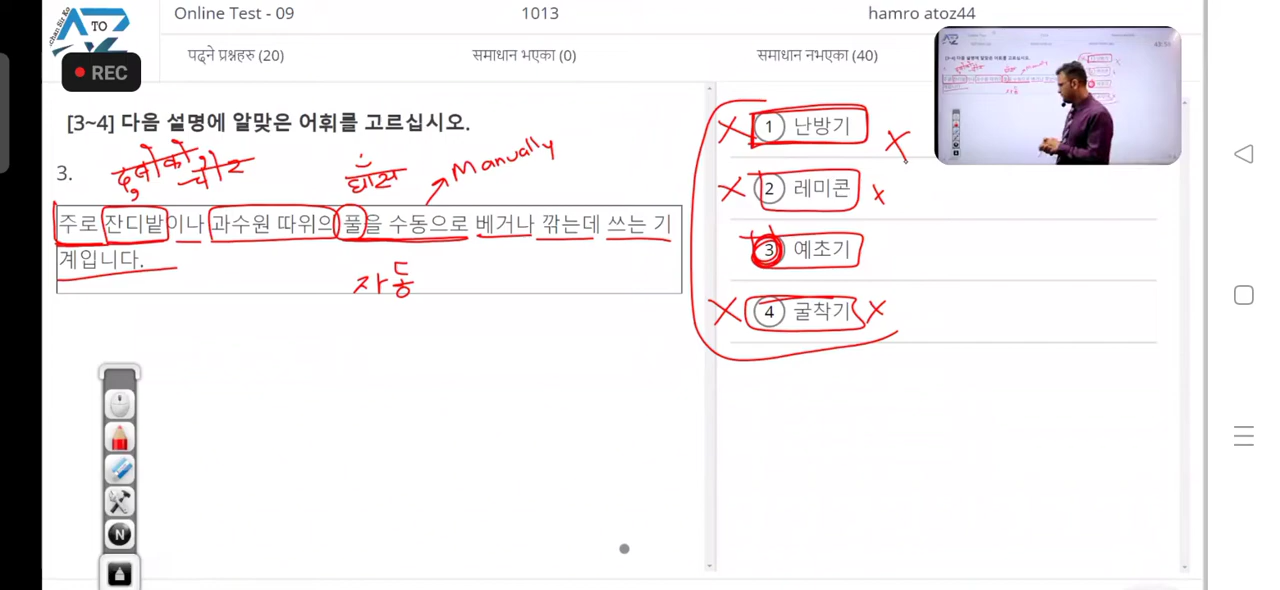 Online Test - 09
1013
hamro atoz44
TO
REC
पढ्ने प्रश्नहरु (20)
समाधान भएका (0)
समाधान नभएका (40)
[3~4] 다음 설명에 알맞은 어휘를 고르십시오.
3.
घाँस
Manually
주로 잔디밭이나 과수원 따위의 풀을 수동으로 베거나 깎는데 쓰는 기
계입니다.
자동
1 난방기
2 레미콘
3 예초기
4 굴착기
N